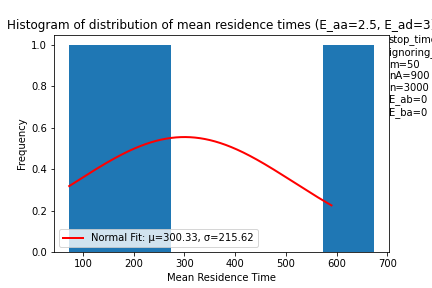 Histogram of distribution of mean residence times (E_aa=2.5, E_ad=3
stop_time
ignoring_
m=50
nA=900
n=3000
E_ab=0
E_ba=0
1.0
0.8
0.6
0.4
0.2
0.0
Frequency
Normal Fit: μ=300.33, σ=215.62
100 200 300 400 500 600 700
Mean Residence Time